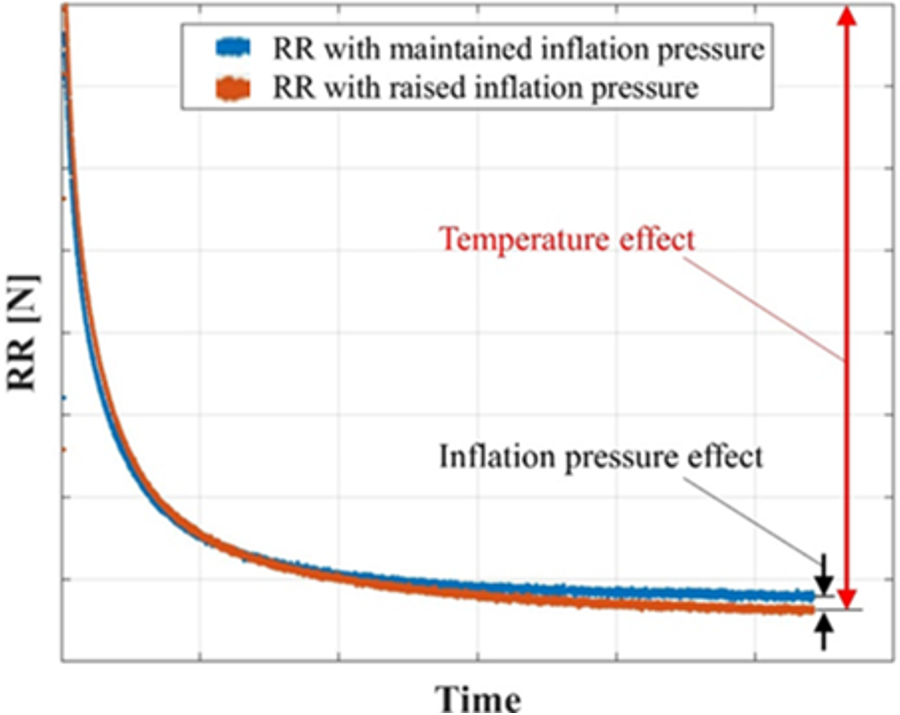 RR with maintained inflation pressure
RR with raised inflation pressure
Temperature effect
RR [N]
Inflation pressure effect
Time